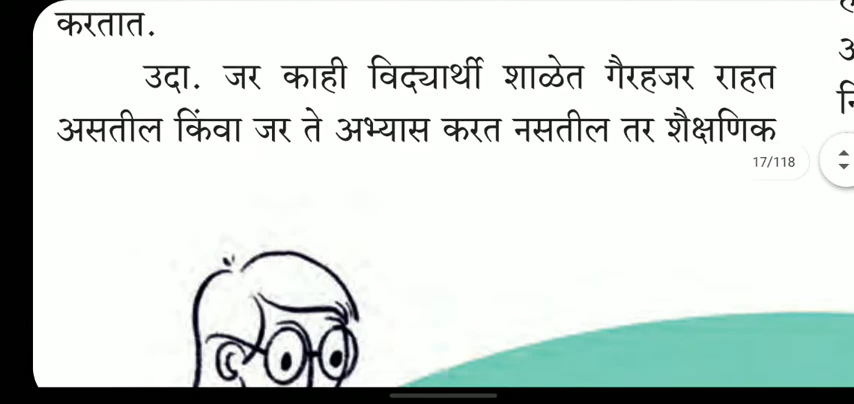 करतात.
उदा. जर काही विद्यार्थी शाळेत गैरहजर राहत
असतील किंवा जर ते अभ्यास करत नसतील तर शैक्षणिक
17/118